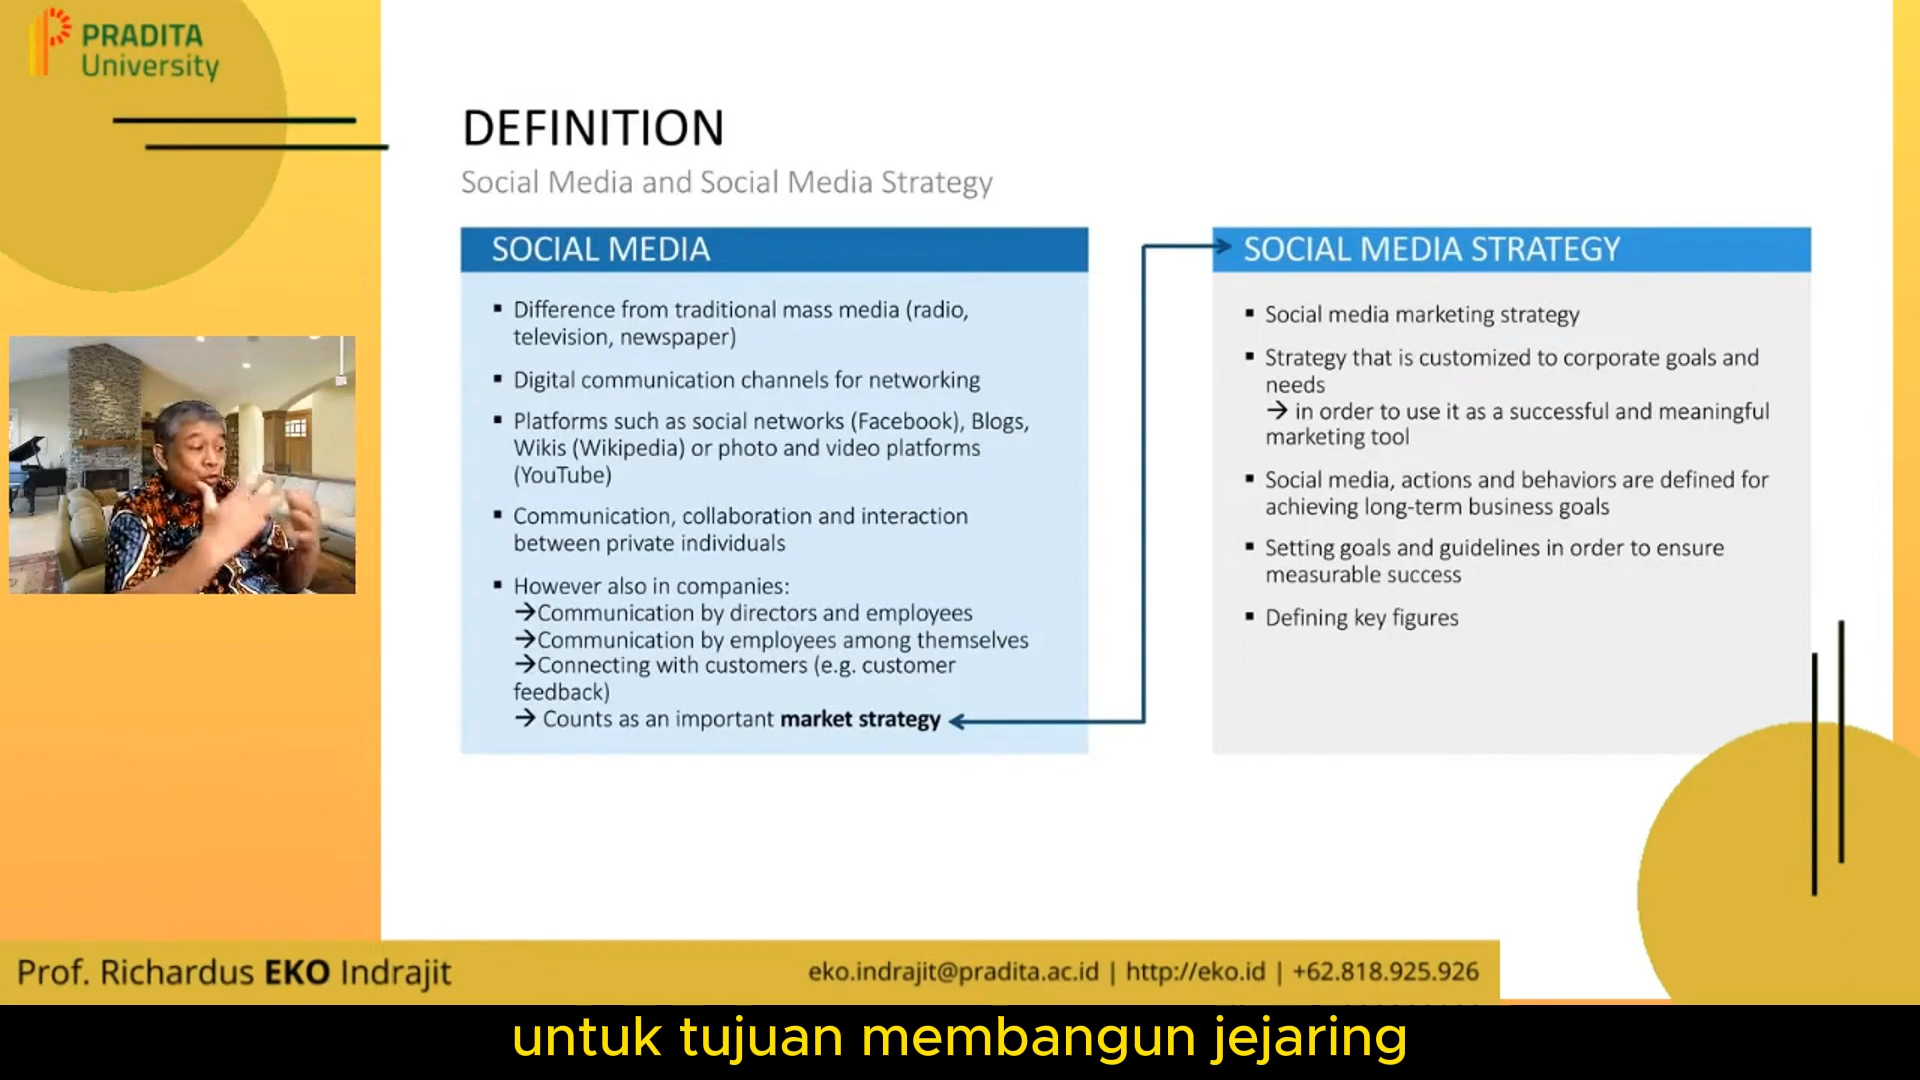 PRADITA
University
DEFINITION
Social Media and Social Media Strategy
SOCIAL MEDIA
▪ Difference from traditional mass media (radio,
television, newspaper)
▪ Digital communication channels for networking
▪ Platforms such as social networks (Facebook), Blogs,
Wikis (Wikipedia) or photo and video platforms
(YouTube)
▪ Communication, collaboration and interaction
between private individuals
▪ However also in companies:
→Communication by directors and employees
→Communication by employees among themselves
→Connecting with customers (e.g. customer
feedback)
→ Counts as an important market strategy
SOCIAL MEDIA STRATEGY
▪ Social media marketing strategy
▪ Strategy that is customized to corporate goals and
needs
→ in order to use it as a successful and meaningful
marketing tool
▪ Social media, actions and behaviors are defined for
achieving long-term business goals
▪ Setting goals and guidelines in order to ensure
measurable success
▪ Defining key figures
Prof. Richardus EKO Indrajit
eko.indrajit@pradita.ac.id | http://eko.id | +62.818.925.926
untuk tujuan membangun jejaring